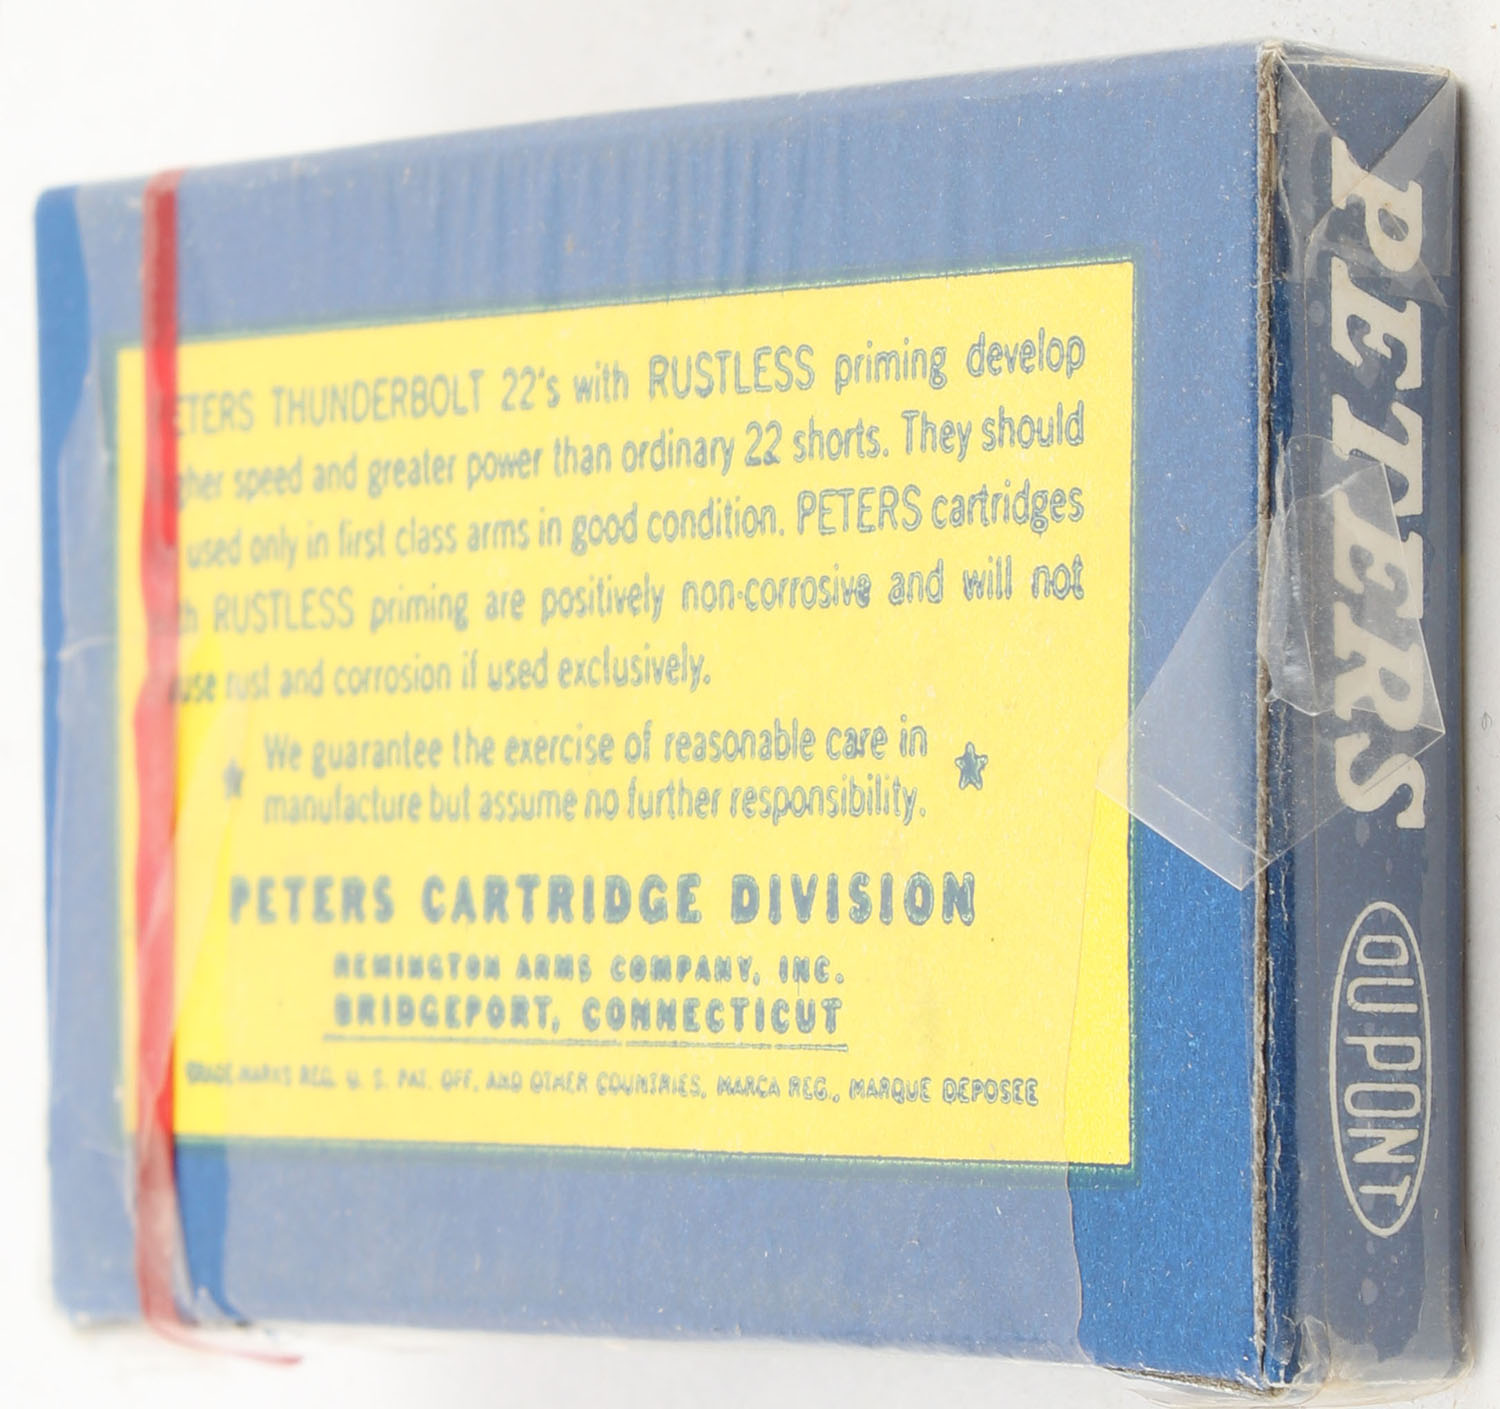 PETERS THUNDERBOLT 22's with RUSTLESS priming develop
gher speed and greater power than ordinary 22 shorts. They should
used only in first class arms in good condition. PETERS cartridges
th RUSTLESS priming are positively non-corrosive and will not
use rust and corrosion if used exclusively.
We guarantee the exercise of reasonable care in
manufacture but assume no further responsibility.
PETERS CARTRIDGE DIVISION
REMINGTON ARMS COMPANY, INC.
BRIDGEPORT, CONNECTICUT
TRADE MARKS REG. U. S. PAT. OFF. AND OTHER COUNTRIES, MARCA REG., MARQUE DEPOSEE
PETERS
DUPONT